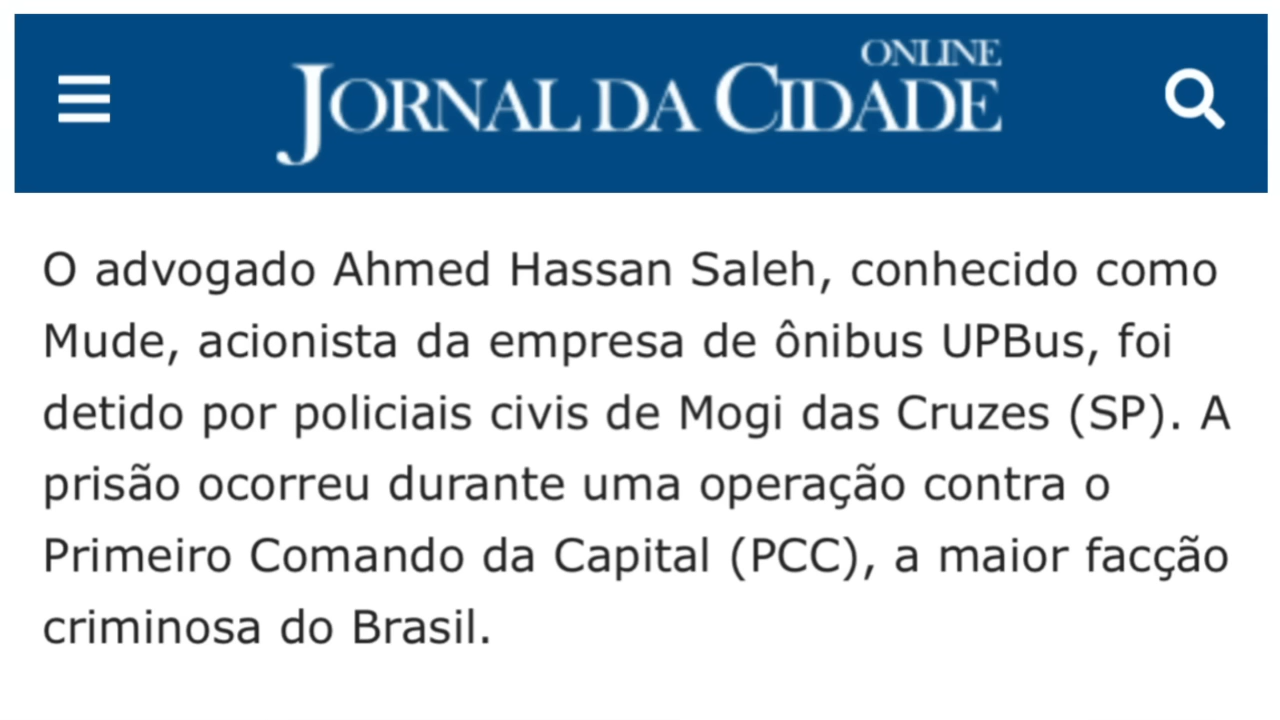 ONLINE
JORNAL DA CIDADE
O advogado Ahmed Hassan Saleh, conhecido como
Mude, acionista da empresa de ônibus UPBus, foi
detido por policiais civis de Mogi das Cruzes (SP). A
prisão ocorreu durante uma operação contra o
Primeiro Comando da Capital (PCC), a maior facção
criminosa do Brasil.